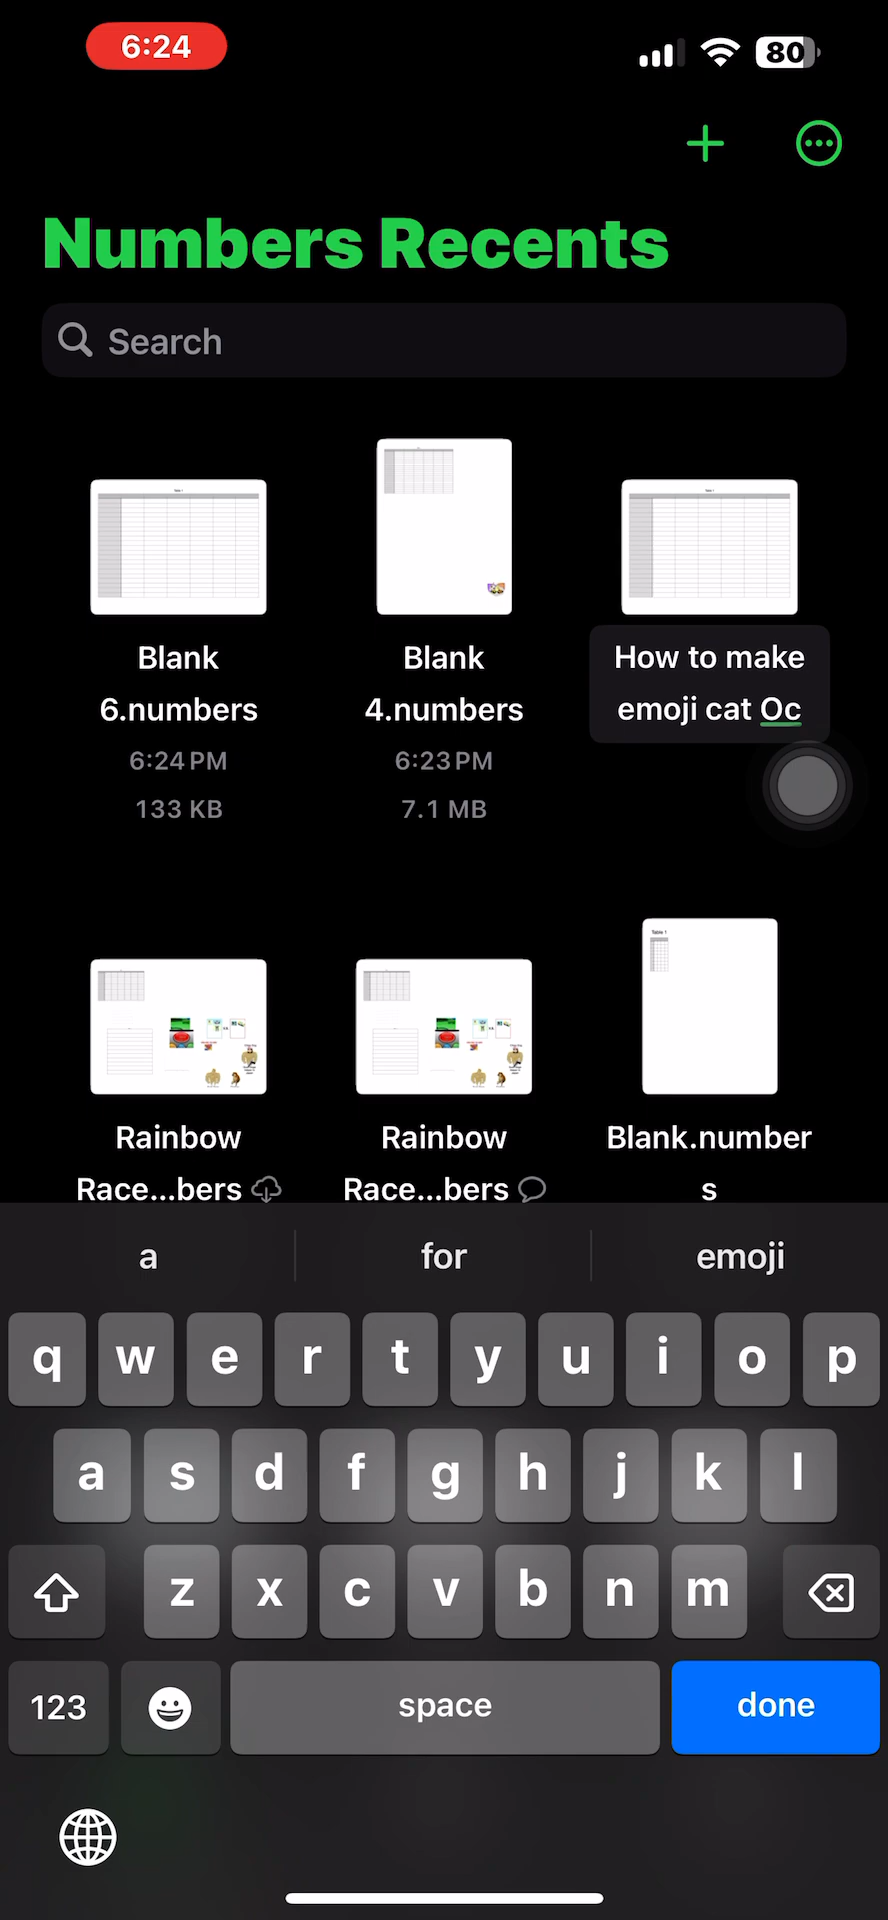 6:24
80
Numbers Recents
Search
Blank
6.numbers
6:24 PM
133 KB
Blank
4.numbers
6:23 PM
7.1 MB
How to make
emoji cat Oc
Rainbow
Race...bers
Rainbow
Race...bers
Table 1
Blank.number
s
a for emoji
q w e r t y u i o p
a s d f g h j k l
z x c v b n m
123 space done